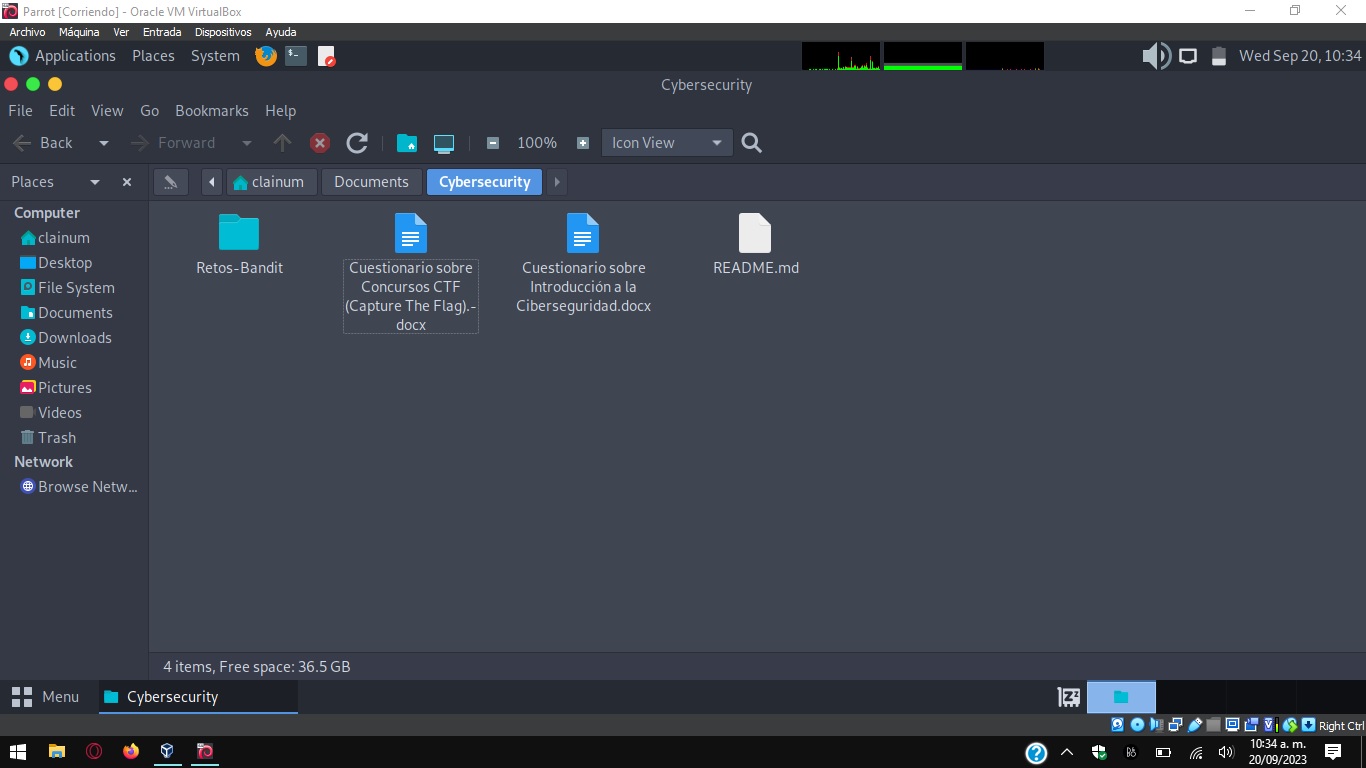 Parrot [Corriendo] - Oracle VM VirtualBox
Archivo Máquina Ver Entrada Dispositivos Ayuda
Applications Places System Wed Sep 20, 10:34
Cybersecurity
File Edit View Go Bookmarks Help
Back Forward 100% Icon View
Places clainum Documents Cybersecurity
Computer
clainum
Desktop
File System
Documents
Downloads
Music
Pictures
Videos
Trash
Network
Browse Netw...
Retos-Bandit
Cuestionario sobre
Concursos CTF
(Capture The Flag).-
docx
Cuestionario sobre
Introducción a la
Ciberseguridad.docx
README.md
4 items, Free space: 36.5 GB
Menu Cybersecurity
Right Ctrl
10:34 a. m.
20/09/2023